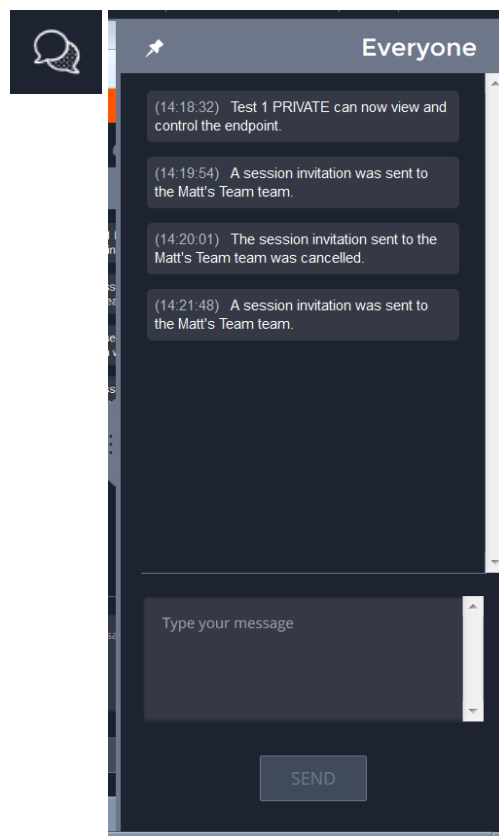 Everyone
(14:18:32) Test 1 PRIVATE can now view and
control the endpoint.
(14:19:54) A session invitation was sent to
the Matt's Team team.
(14:20:01) The session invitation sent to the
Matt's Team team was cancelled.
(14:21:48) A session invitation was sent to
the Matt's Team team.
Type your message
SEND